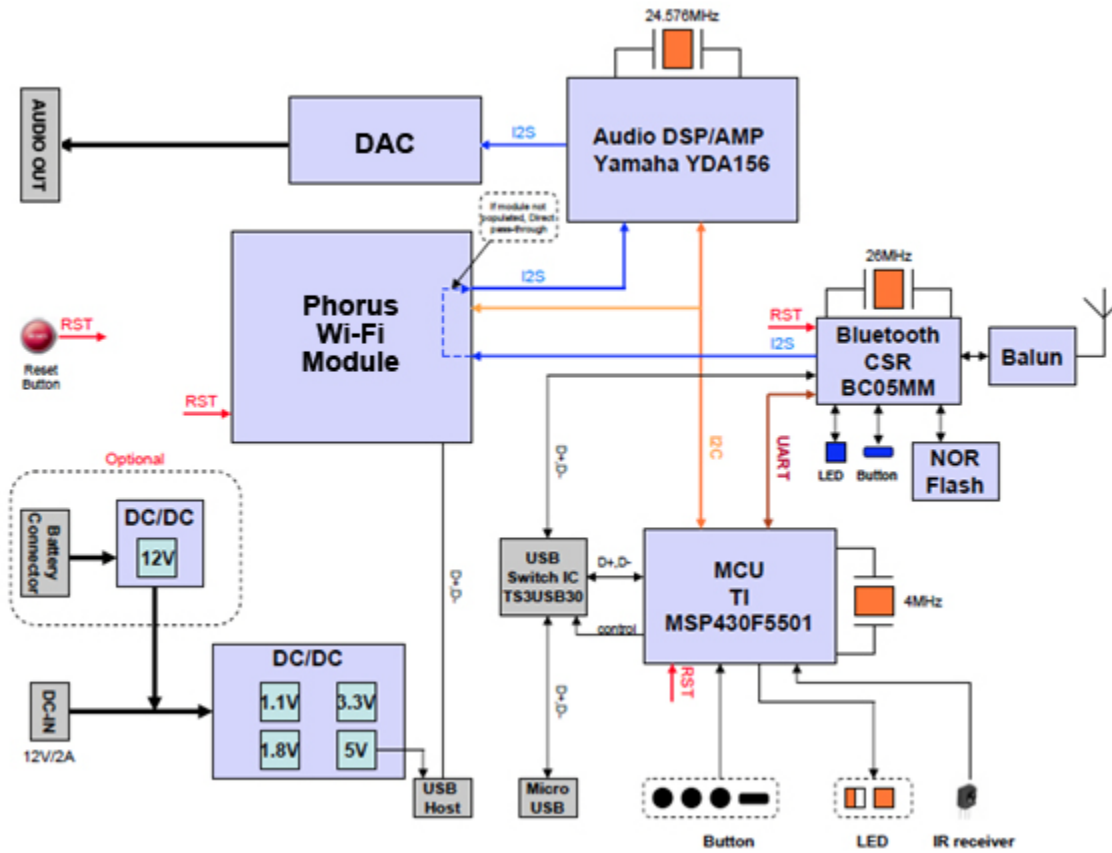 24.576MHz
AUDIO OUT
DAC
I2S
Audio DSP/AMP
Yamaha YDA156
If module not
populated, Direct
pass-through
26MHz
Phorus
Wi-Fi
Module
I2S
RST
I2S
Bluetooth
CSR
BC05MM
Balun
RST
Reset
Button
RST
D+,D-
I2C
UART
LED
Button
NOR
Flash
Optional
Battery
Connector
DC/DC
12V
D+,D-
USB
Switch IC
TS3USB30
D+,D-
control
MCU
TI
MSP430F5501
4MHz
RST
DC-IN
12V/2A
DC/DC
1.1V
3.3V
1.8V
5V
D+,D-
USB
Host
Micro
USB
Button
LED
IR receiver